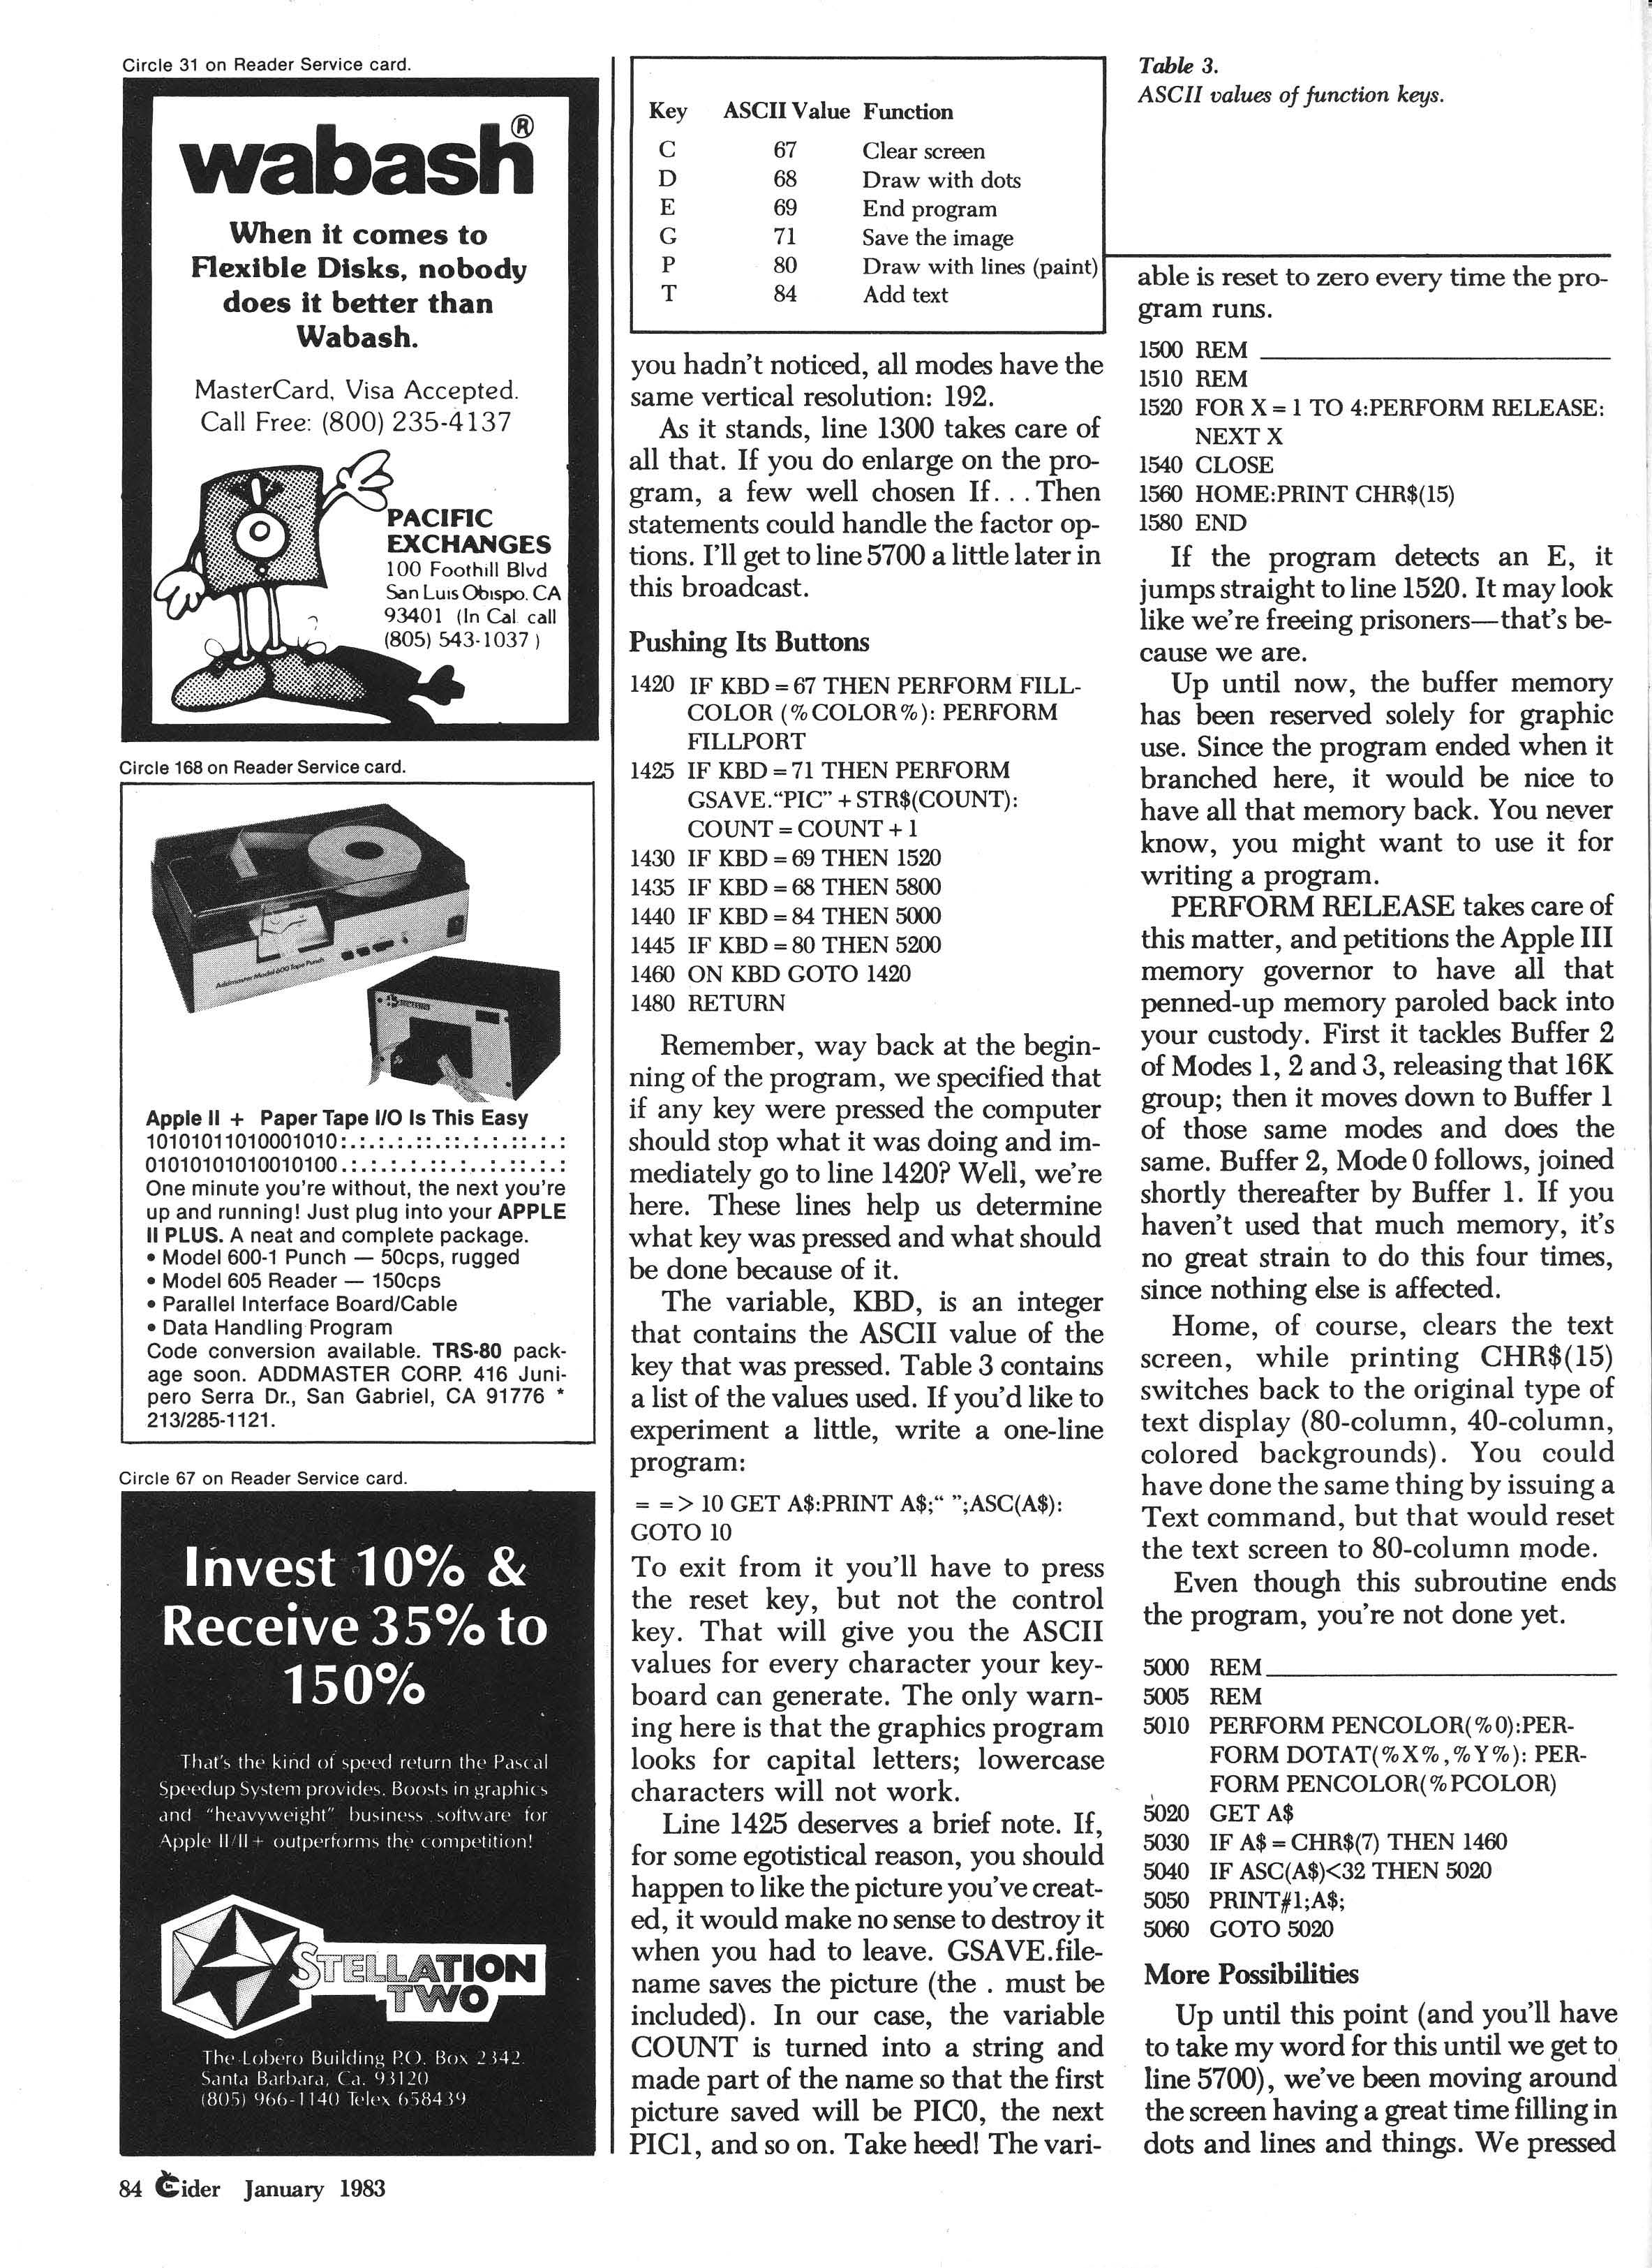 Circle 31 on Reader Service card.
wabash®
When it comes to
Flexible Disks, nobody
does it better than
Wabash.
MasterCard, Visa Accepted.
Call Free: (800) 235-4137
PACIFIC
EXCHANGES
100 Foothill Blvd
San Luis Obispo, CA
93401 (In Cal. call
(805) 543-1037)
Circle 168 on Reader Service card.
Addmaster Model 600 Tape Punch
Apple II + Paper Tape I/O Is This Easy
10101011010001010:.:.:.:.::.::.:.:.::.:.:
01010101010010100.:.:.:.:.::.:..:.::.:.:
One minute you're without, the next you're
up and running! Just plug into your APPLE
II PLUS. A neat and complete package.
• Model 600-1 Punch — 50cps, rugged
• Model 605 Reader — 150cps
• Parallel Interface Board/Cable
• Data Handling Program
Code conversion available. TRS-80 pack-
age soon. ADDMASTER CORP. 416 Juni-
pero Serra Dr., San Gabriel, CA 91776 *
213/285-1121.
Circle 67 on Reader Service card.
Invest 10% &
Receive 35% to
150%
That's the kind of speed return the Pascal
Speedup System provides. Boosts in graphics
and "heavyweight" business software for
Apple II/II+ outperforms the competition!
STELLATION
TWO
The Lobero Building P.O. Box 2342
Santa Barbara, Ca. 93120
(805) 966-1140 Telex 658439
Key ASCII Value Function
C 67 Clear screen
D 68 Draw with dots
E 69 End program
G 71 Save the image
P 80 Draw with lines (paint)
T 84 Add text
Table 3.
ASCII values of function keys.
you hadn't noticed, all modes have the
same vertical resolution: 192.
As it stands, line 1300 takes care of
all that. If you do enlarge on the pro-
gram, a few well chosen If. . .Then
statements could handle the factor op-
tions. I'll get to line 5700 a little later in
this broadcast.
Pushing Its Buttons
1420 IF KBD = 67 THEN PERFORM FILL-
COLOR (%COLOR%): PERFORM
FILLPORT
1425 IF KBD = 71 THEN PERFORM
GSAVE."PIC" + STR$(COUNT):
COUNT = COUNT + 1
1430 IF KBD = 69 THEN 1520
1435 IF KBD = 68 THEN 5800
1440 IF KBD = 84 THEN 5000
1445 IF KBD = 80 THEN 5200
1460 ON KBD GOTO 1420
1480 RETURN
Remember, way back at the begin-
ning of the program, we specified that
if any key were pressed the computer
should stop what it was doing and im-
mediately go to line 1420? Well, we're
here. These lines help us determine
what key was pressed and what should
be done because of it.
The variable, KBD, is an integer
that contains the ASCII value of the
key that was pressed. Table 3 contains
a list of the values used. If you'd like to
experiment a little, write a one-line
program:
= = > 10 GET A$:PRINT A$;" ";ASC(A$):
GOTO 10
To exit from it you'll have to press
the reset key, but not the control
key. That will give you the ASCII
values for every character your key-
board can generate. The only warn-
ing here is that the graphics program
looks for capital letters; lowercase
characters will not work.
Line 1425 deserves a brief note. If,
for some egotistical reason, you should
happen to like the picture you've creat-
ed, it would make no sense to destroy it
when you had to leave. GSAVE.file-
name saves the picture (the . must be
included). In our case, the variable
COUNT is turned into a string and
made part of the name so that the first
picture saved will be PIC0, the next
PIC1, and so on. Take heed! The vari-
able is reset to zero every time the pro-
gram runs.
1500 REM
1510 REM
1520 FOR X = 1 TO 4:PERFORM RELEASE:
NEXT X
1540 CLOSE
1560 HOME:PRINT CHR$(15)
1580 END
If the program detects an E, it
jumps straight to line 1520. It may look
like we're freeing prisoners—that's be-
cause we are.
Up until now, the buffer memory
has been reserved solely for graphic
use. Since the program ended when it
branched here, it would be nice to
have all that memory back. You never
know, you might want to use it for
writing a program.
PERFORM RELEASE takes care of
this matter, and petitions the Apple III
memory governor to have all that
penned-up memory paroled back into
your custody. First it tackles Buffer 2
of Modes 1, 2 and 3, releasing that 16K
group; then it moves down to Buffer 1
of those same modes and does the
same. Buffer 2, Mode 0 follows, joined
shortly thereafter by Buffer 1. If you
haven't used that much memory, it's
no great strain to do this four times,
since nothing else is affected.
Home, of course, clears the text
screen, while printing CHR$(15)
switches back to the original type of
text display (80-column, 40-column,
colored backgrounds). You could
have done the same thing by issuing a
Text command, but that would reset
the text screen to 80-column mode.
Even though this subroutine ends
the program, you're not done yet.
5000 REM
5005 REM
5010 PERFORM PENCOLOR(%0):PER-
FORM DOTAT(%X%,%Y%): PER-
FORM PENCOLOR(%PCOLOR)
5020 GET A$
5030 IF A$ = CHR$(7) THEN 1460
5040 IF ASC(A$)<32 THEN 5020
5050 PRINT#1;A$;
5060 GOTO 5020
More Possibilities
Up until this point (and you'll have
to take my word for this until we get to
line 5700), we've been moving around
the screen having a great time filling in
dots and lines and things. We pressed
84 inCider January 1983